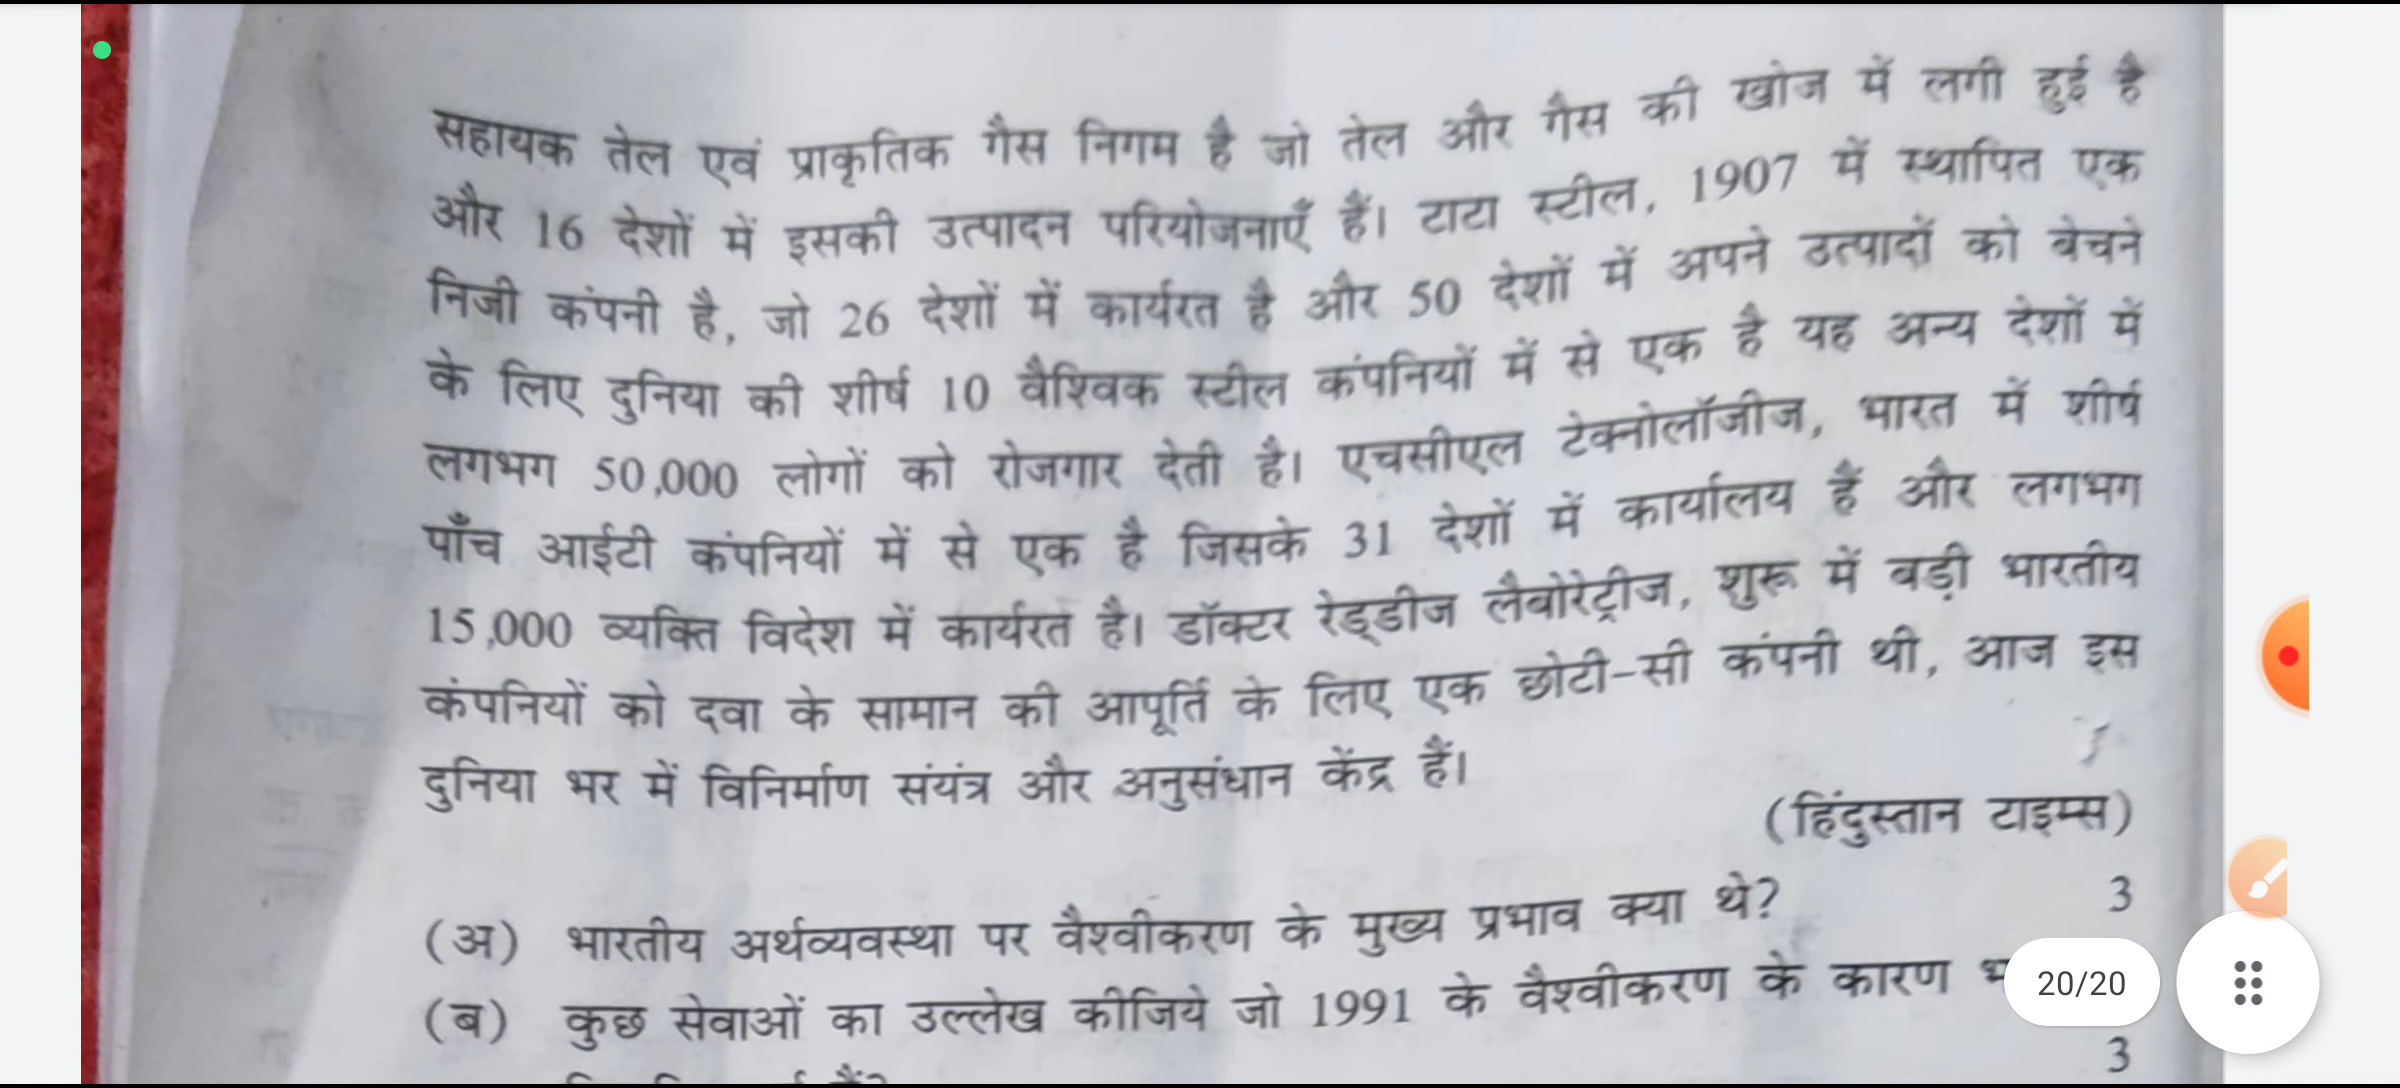 सहायक तेल एवं प्राकृतिक गैस निगम है जो तेल और गैस की खोज में लगी हुई है
और 16 देशों में इसकी उत्पादन परियोजनाएँ हैं। टाटा स्टील, 1907 में स्थापित एक
निजी कंपनी है, जो 26 देशों में कार्यरत है और 50 देशों में अपने उत्पादों को बेचने
के लिए दुनिया की शीर्ष 10 वैश्विक स्टील कंपनियों में से एक है यह अन्य देशों में
लगभग 50,000 लोगों को रोजगार देती है। एचसीएल टेक्नोलॉजीज, भारत में शीर्ष
पाँच आईटी कंपनियों में से एक है जिसके 31 देशों में कार्यालय हैं और लगभग
15,000 व्यक्ति विदेश में कार्यरत है। डॉक्टर रेड्डीज लैबोरेट्रीज, शुरू में बड़ी भारतीय
कंपनियों को दवा के सामान की आपूर्ति के लिए एक छोटी-सी कंपनी थी, आज इस
दुनिया भर में विनिर्माण संयंत्र और अनुसंधान केंद्र हैं।
(हिंदुस्तान टाइम्स)
(अ) भारतीय अर्थव्यवस्था पर वैश्वीकरण के मुख्य प्रभाव क्या थे? 3
(ब) कुछ सेवाओं का उल्लेख कीजिये जो 1991 के वैश्वीकरण के कारण
20/20
3